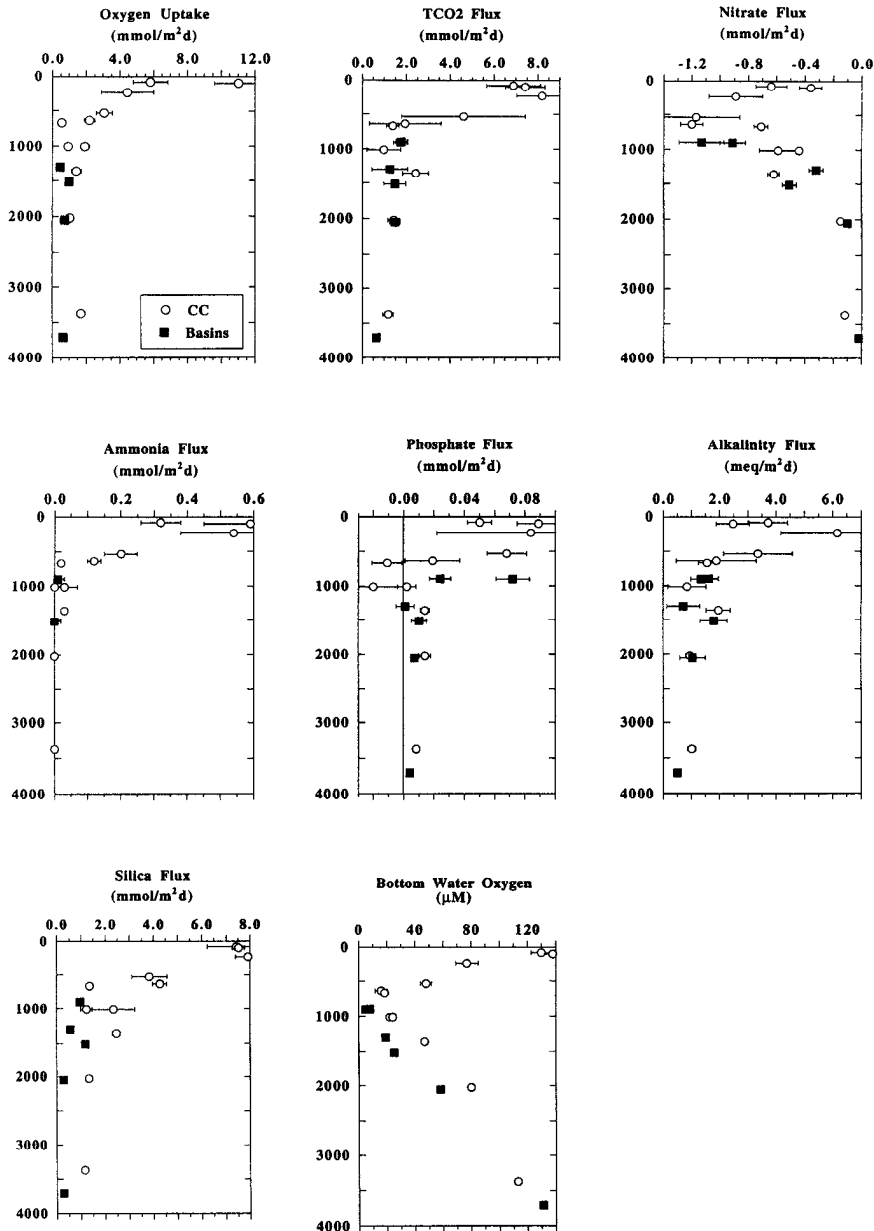 Oxygen Uptake
(mmol/m²d)
0.0 4.0 8.0 12.0
0
1000
2000
3000
4000
CC
Basins
TCO2 Flux
(mmol/m²d)
0.0 2.0 4.0 6.0 8.0
0
1000
2000
3000
4000
Nitrate Flux
(mmol/m²d)
-1.2 -0.8 -0.4 0.0
0
1000
2000
3000
4000
Ammonia Flux
(mmol/m²d)
0.0 0.2 0.4 0.6
0
1000
2000
3000
4000
Phosphate Flux
(mmol/m²d)
0.00 0.04 0.08
0
1000
2000
3000
4000
Alkalinity Flux
(meq/m²d)
0.0 2.0 4.0 6.0
0
1000
2000
3000
4000
Silica Flux
(mmol/m²d)
0.0 2.0 4.0 6.0 8.0
0
1000
2000
3000
4000
Bottom Water Oxygen
(µM)
0 40 80 120
0
1000
2000
3000
4000